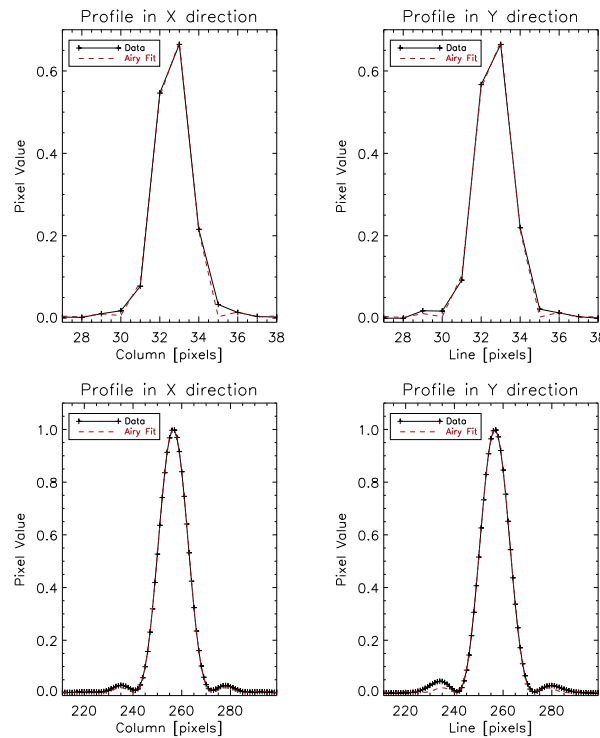 Profile in X direction
Data
Airy Fit
0.6
0.4
0.2
0.0
Pixel Value
28 30 32 34 36 38
Column [pixels]
Profile in Y direction
Data
Airy Fit
0.6
0.4
0.2
0.0
Pixel Value
28 30 32 34 36 38
Line [pixels]
Profile in X direction
Data
Airy Fit
1.0
0.8
0.6
0.4
0.2
0.0
Pixel Value
220 240 260 280
Column [pixels]
Profile in Y direction
Data
Airy Fit
1.0
0.8
0.6
0.4
0.2
0.0
Pixel Value
220 240 260 280
Line [pixels]